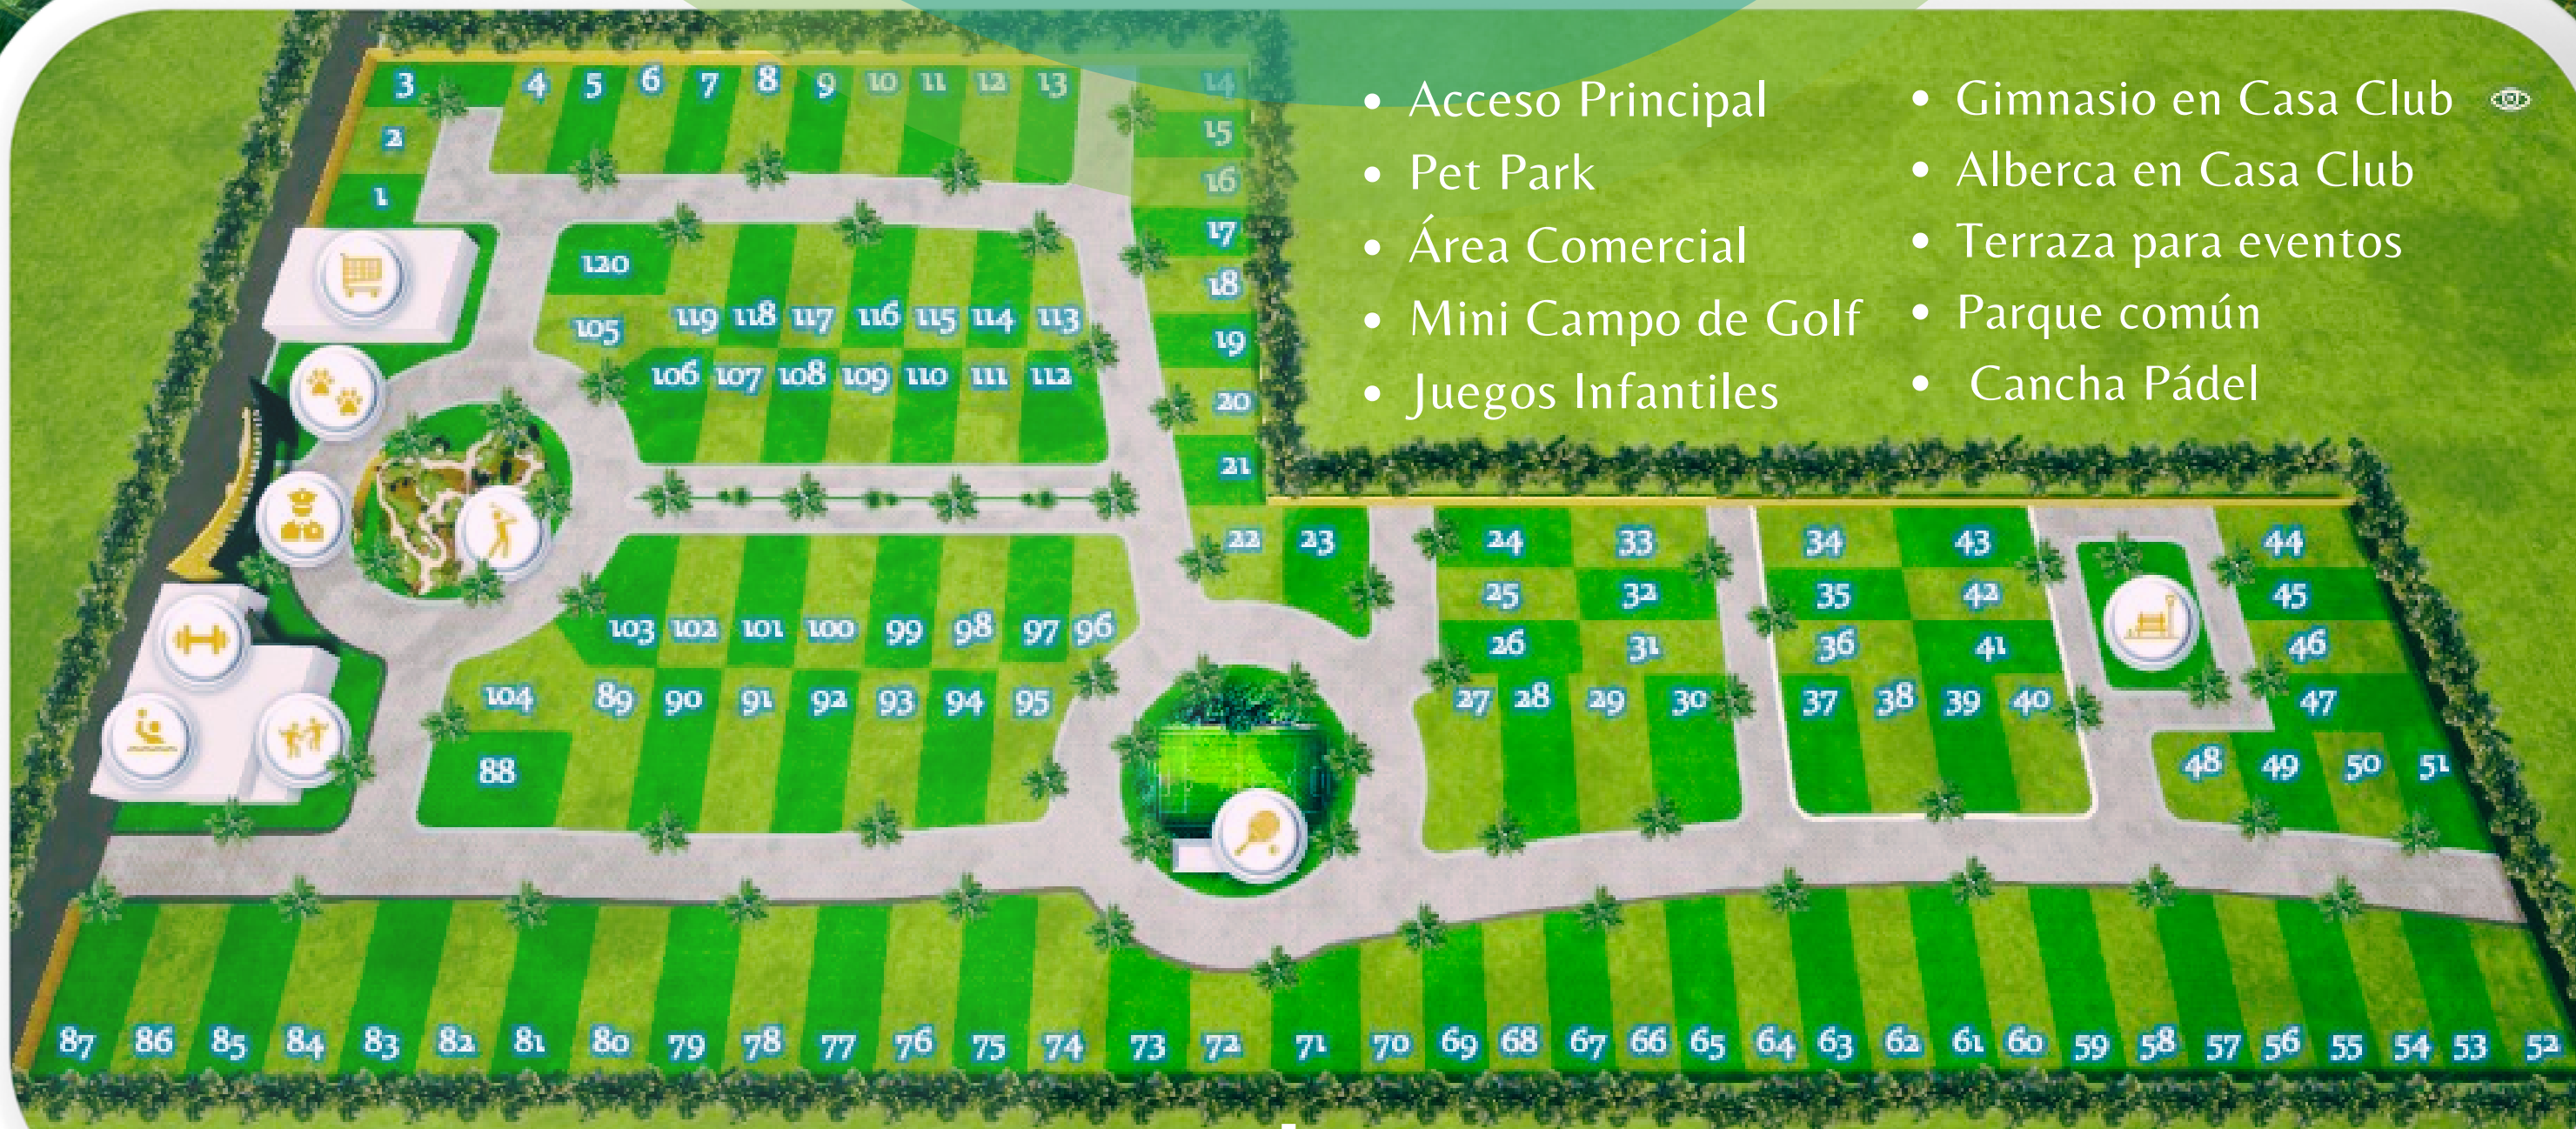 Acceso Principal
Pet Park
Área Comercial
Mini Campo de Golf
Juegos Infantiles
Gimnasio en Casa Club
Alberca en Casa Club
Terraza para eventos
Parque común
Cancha Pádel
3 4 5 6 7 8 9 10 11 12 13 14
2 15
1 16
17
120 18
105 119 118 117 116 115 114 113 19
106 107 108 109 110 111 112 20
21
22 23 24 33 34 43 44
25 32 35 42 45
103 102 101 100 99 98 97 96 26 31 36 41 46
104 89 90 91 92 93 94 95 27 28 29 30 37 38 39 40 47
88 48 49 50 51
87 86 85 84 83 82 81 80 79 78 77 76 75 74 73 72 71 70 69 68 67 66 65 64 63 62 61 60 59 58 57 56 55 54 53 52